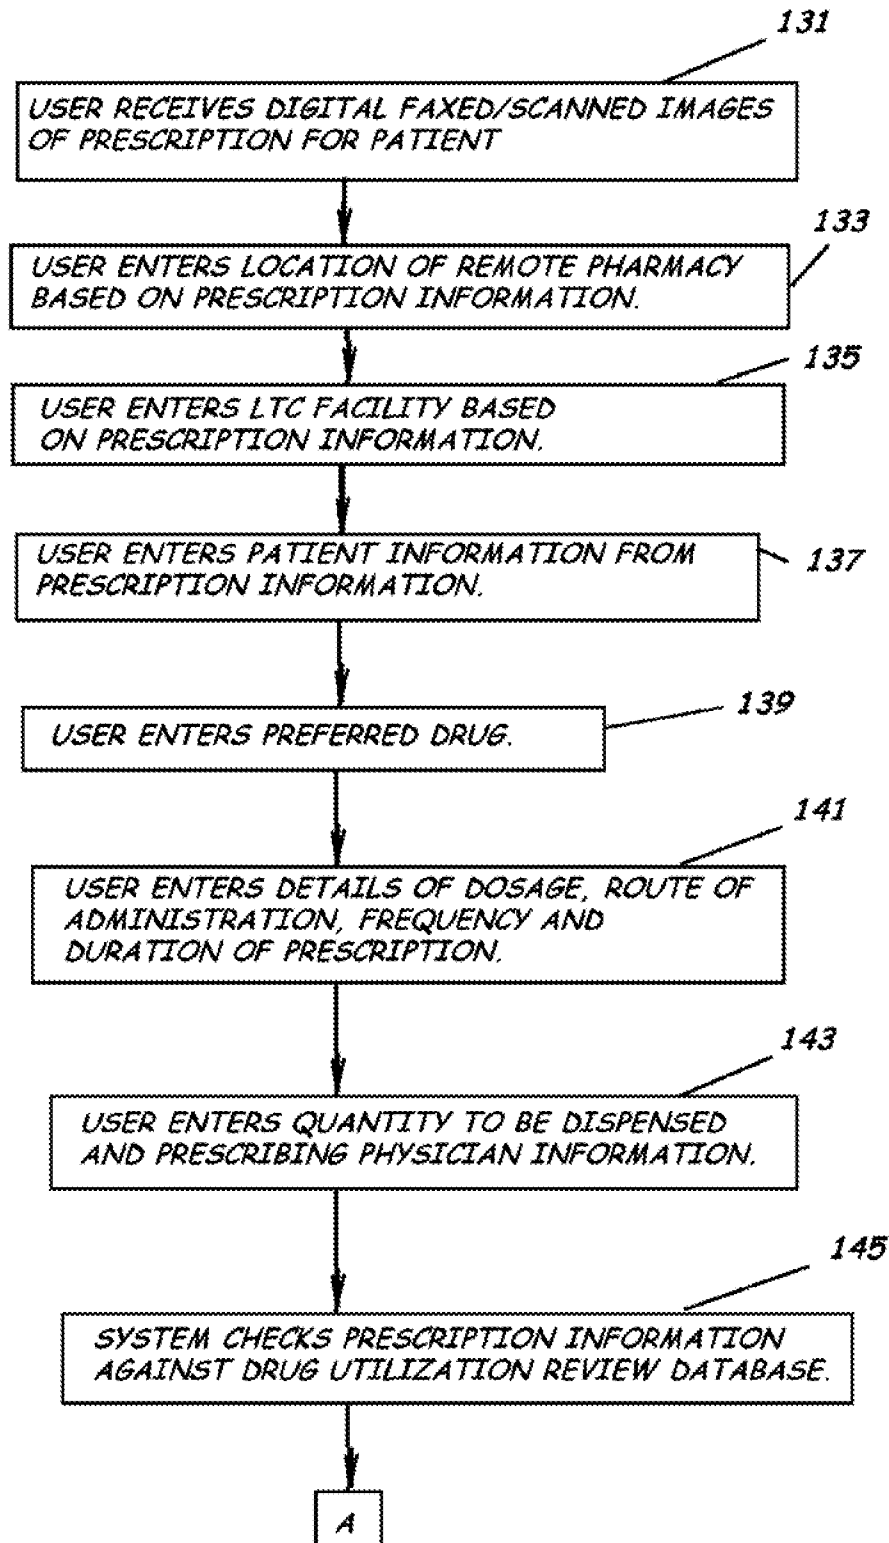 131
USER RECEIVES DIGITAL FAXED/SCANNED IMAGES
OF PRESCRIPTION FOR PATIENT
133
USER ENTERS LOCATION OF REMOTE PHARMACY
BASED ON PRESCRIPTION INFORMATION.
135
USER ENTERS LTC FACILITY BASED
ON PRESCRIPTION INFORMATION.
USER ENTERS PATIENT INFORMATION FROM
PRESCRIPTION INFORMATION.
137
139
USER ENTERS PREFERRED DRUG.
141
USER ENTERS DETAILS OF DOSAGE, ROUTE OF
ADMINISTRATION, FREQUENCY AND
DURATION OF PRESCRIPTION.
143
USER ENTERS QUANTITY TO BE DISPENSED
AND PRESCRIBING PHYSICIAN INFORMATION.
145
SYSTEM CHECKS PRESCRIPTION INFORMATION
AGAINST DRUG UTILIZATION REVIEW DATABASE.
A